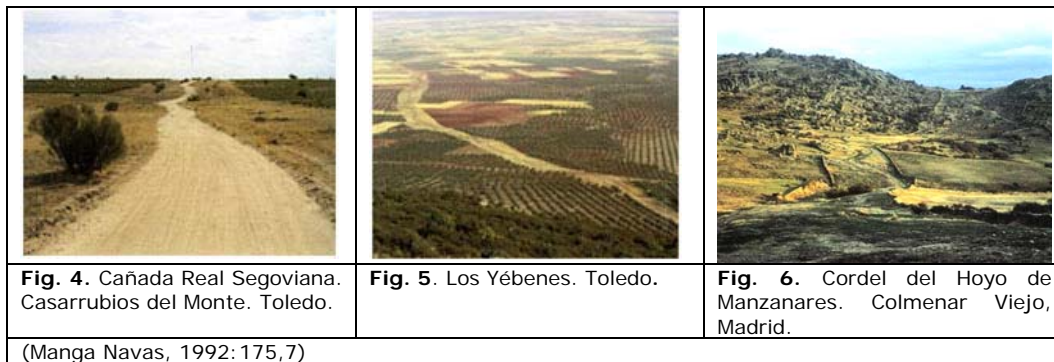 Fig. 4. Cañada Real Segoviana.
Casarrubios del Monte. Toledo.
Fig. 5. Los Yébenes. Toledo.
Fig. 6. Cordel del Hoyo de
Manzanares. Colmenar Viejo,
Madrid.
(Manga Navas, 1992:175,7)